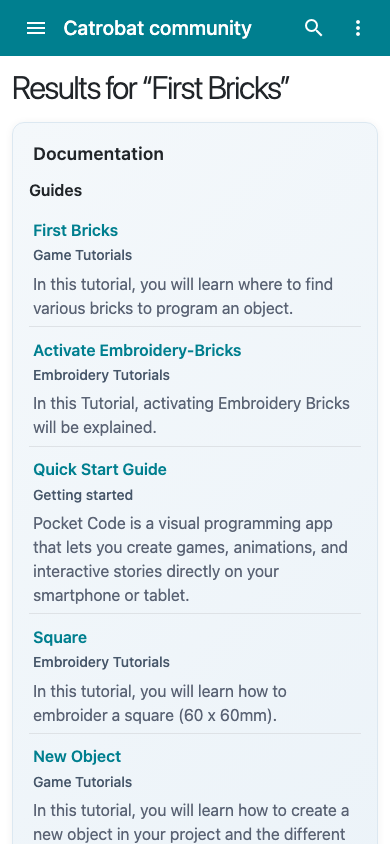 Catrobat community
Results for “First Bricks”
Documentation
Guides
First Bricks
Game Tutorials
In this tutorial, you will learn where to find
various bricks to program an object.
Activate Embroidery-Bricks
Embroidery Tutorials
In this Tutorial, activating Embroidery Bricks
will be explained.
Quick Start Guide
Getting started
Pocket Code is a visual programming app
that lets you create games, animations, and
interactive stories directly on your
smartphone or tablet.
Square
Embroidery Tutorials
In this tutorial, you will learn how to
embroider a square (60 x 60mm).
New Object
Game Tutorials
In this tutorial, you will learn how to create a
new object in your project and the different